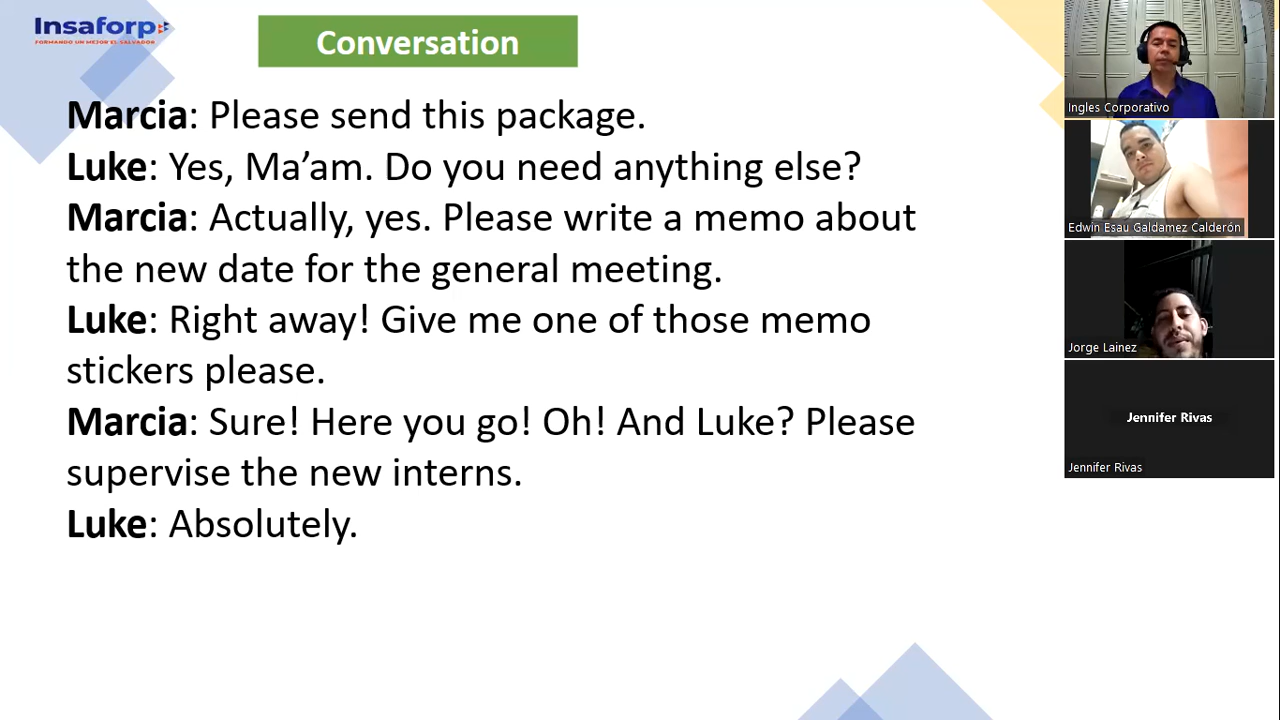 Insaforp
FORMANDO UN MEJOR EL SALVADOR
Conversation
Marcia: Please send this package.
Luke: Yes, Ma’am. Do you need anything else?
Marcia: Actually, yes. Please write a memo about
the new date for the general meeting.
Luke: Right away! Give me one of those memo
stickers please.
Marcia: Sure! Here you go! Oh! And Luke? Please
supervise the new interns.
Luke: Absolutely.
Ingles Corporativo
Edwin Esau Galdamez Calderón
Jorge Lainez
Jennifer Rivas
Jennifer Rivas